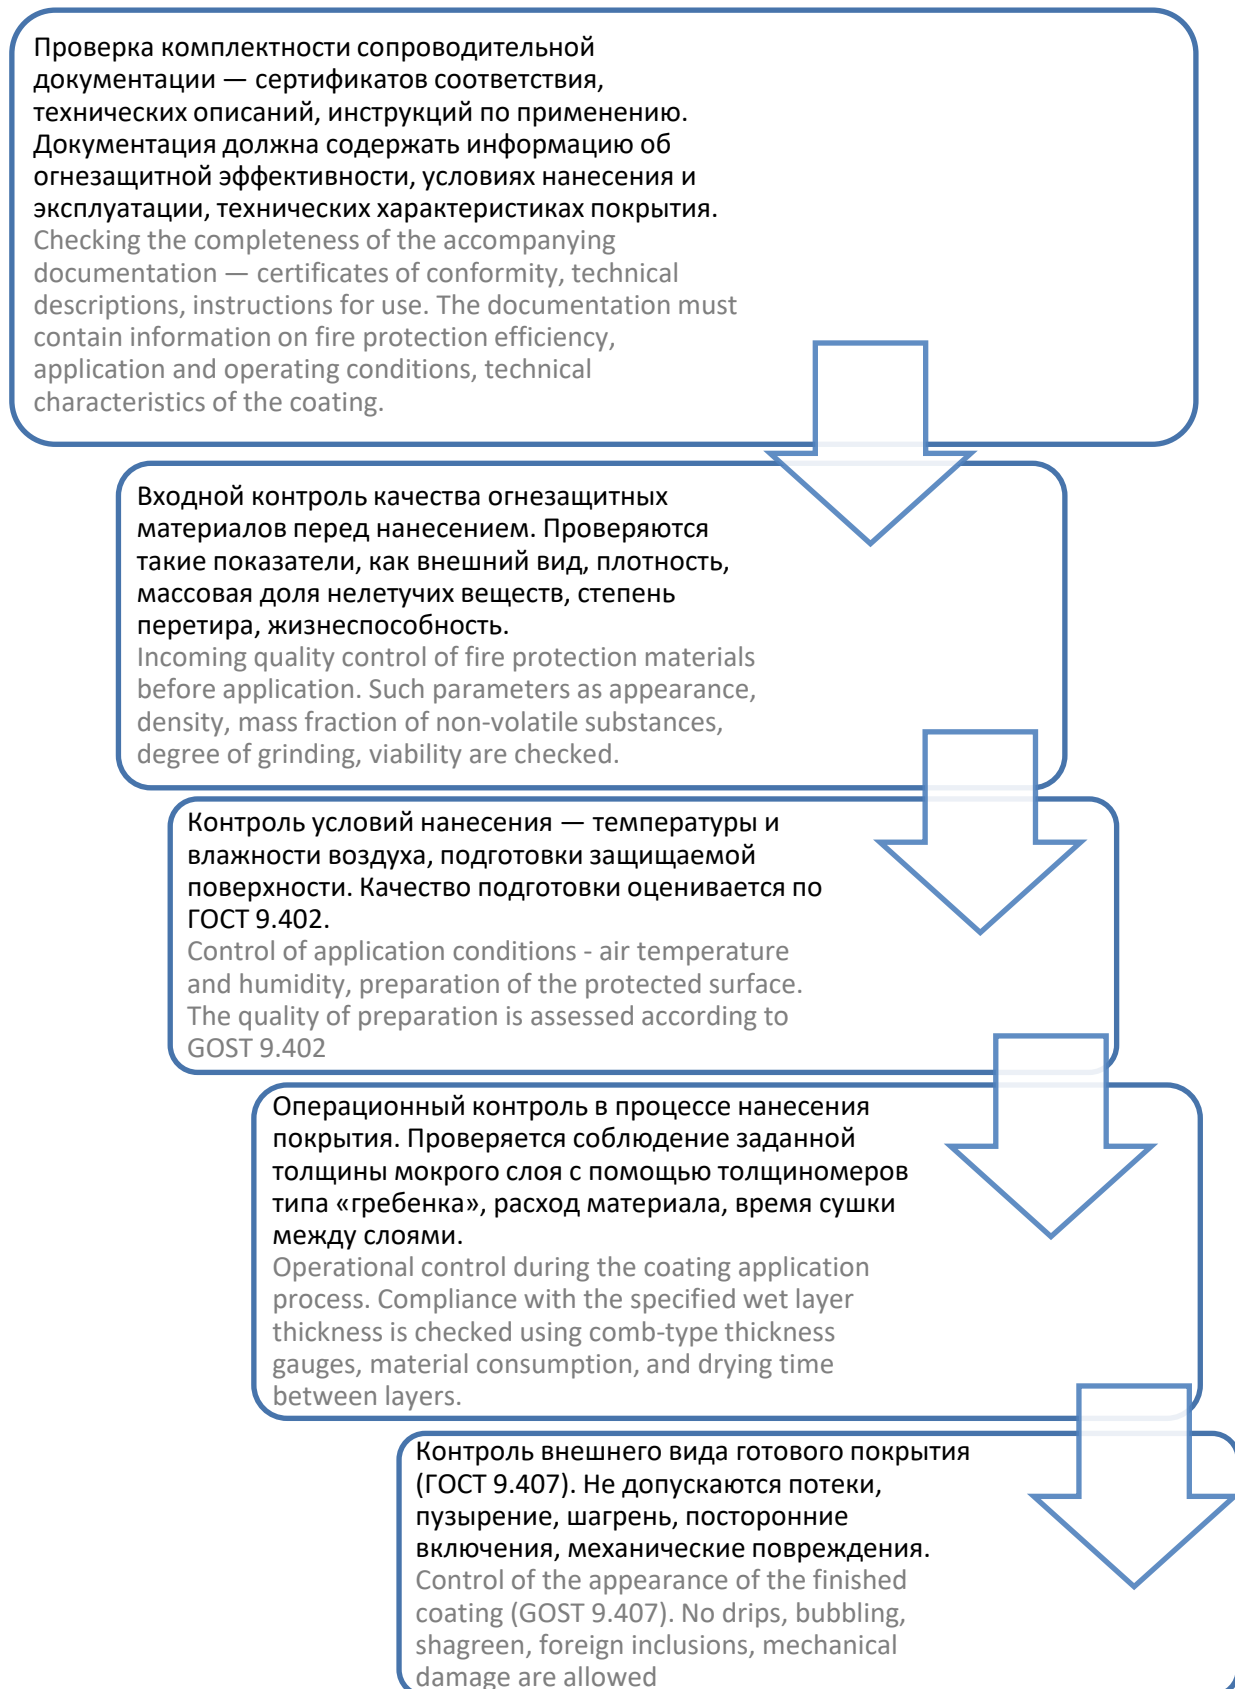 Проверка комплектности сопроводительной
документации — сертификатов соответствия,
технических описаний, инструкций по применению.
Документация должна содержать информацию об
огнезащитной эффективности, условиях нанесения и
эксплуатации, технических характеристиках покрытия.
Checking the completeness of the accompanying
documentation — certificates of conformity, technical
descriptions, instructions for use. The documentation must
contain information on fire protection efficiency,
application and operating conditions, technical
characteristics of the coating.
Входной контроль качества огнезащитных
материалов перед нанесением. Проверяются
такие показатели, как внешний вид, плотность,
массовая доля нелетучих веществ, степень
перетира, жизнеспособность.
Incoming quality control of fire protection materials
before application. Such parameters as appearance,
density, mass fraction of non-volatile substances,
degree of grinding, viability are checked.
Контроль условий нанесения — температуры и
влажности воздуха, подготовки защищаемой
поверхности. Качество подготовки оценивается по
ГОСТ 9.402.
Control of application conditions - air temperature
and humidity, preparation of the protected surface.
The quality of preparation is assessed according to
GOST 9.402
Операционный контроль в процессе нанесения
покрытия. Проверяется соблюдение заданной
толщины мокрого слоя с помощью толщиномеров
типа «гребенка», расход материала, время сушки
между слоями.
Operational control during the coating application
process. Compliance with the specified wet layer
thickness is checked using comb-type thickness
gauges, material consumption, and drying time
between layers.
Контроль внешнего вида готового покрытия
(ГОСТ 9.407). Не допускаются потеки,
пузырение, шагрень, посторонние
включения, механические повреждения.
Control of the appearance of the finished
coating (GOST 9.407). No drips, bubbling,
shagreen, foreign inclusions, mechanical
damage are allowed